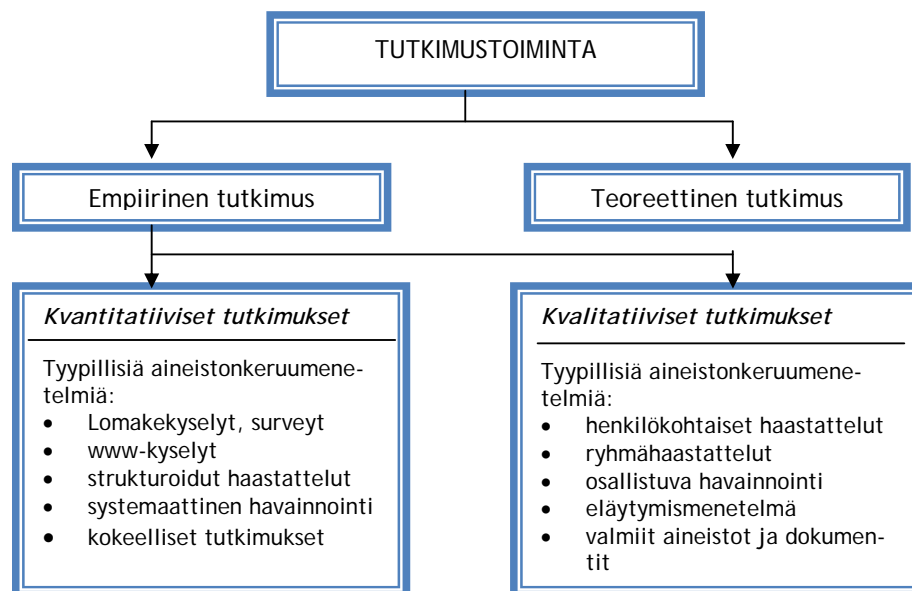 TUTKIMUSTOIMINTA
Empiirinen tutkimus
Teoreettinen tutkimus
Kvantitatiiviset tutkimukset
Tyypillisiä aineistonkeruumene-
telmiä:
• Lomakekyselyt, surveyt
• www-kyselyt
• strukturoidut haastattelut
• systemaattinen havainnointi
• kokeelliset tutkimukset
Kvalitatiiviset tutkimukset
Tyypillisiä aineistonkeruumene-
telmiä:
• henkilökohtaiset haastattelut
• ryhmähaastattelut
• osallistuva havainnointi
• eläytymismenetelmä
• valmiit aineistot ja dokumen-
tit